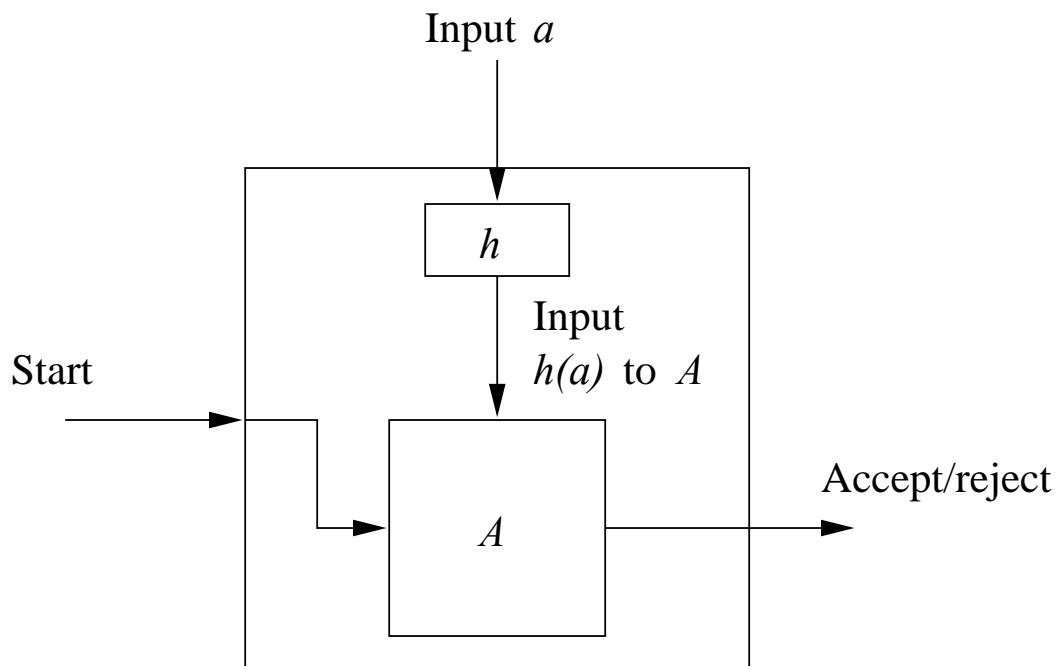 Input a
h
Input
h(a) to A
Start
Accept/reject
A